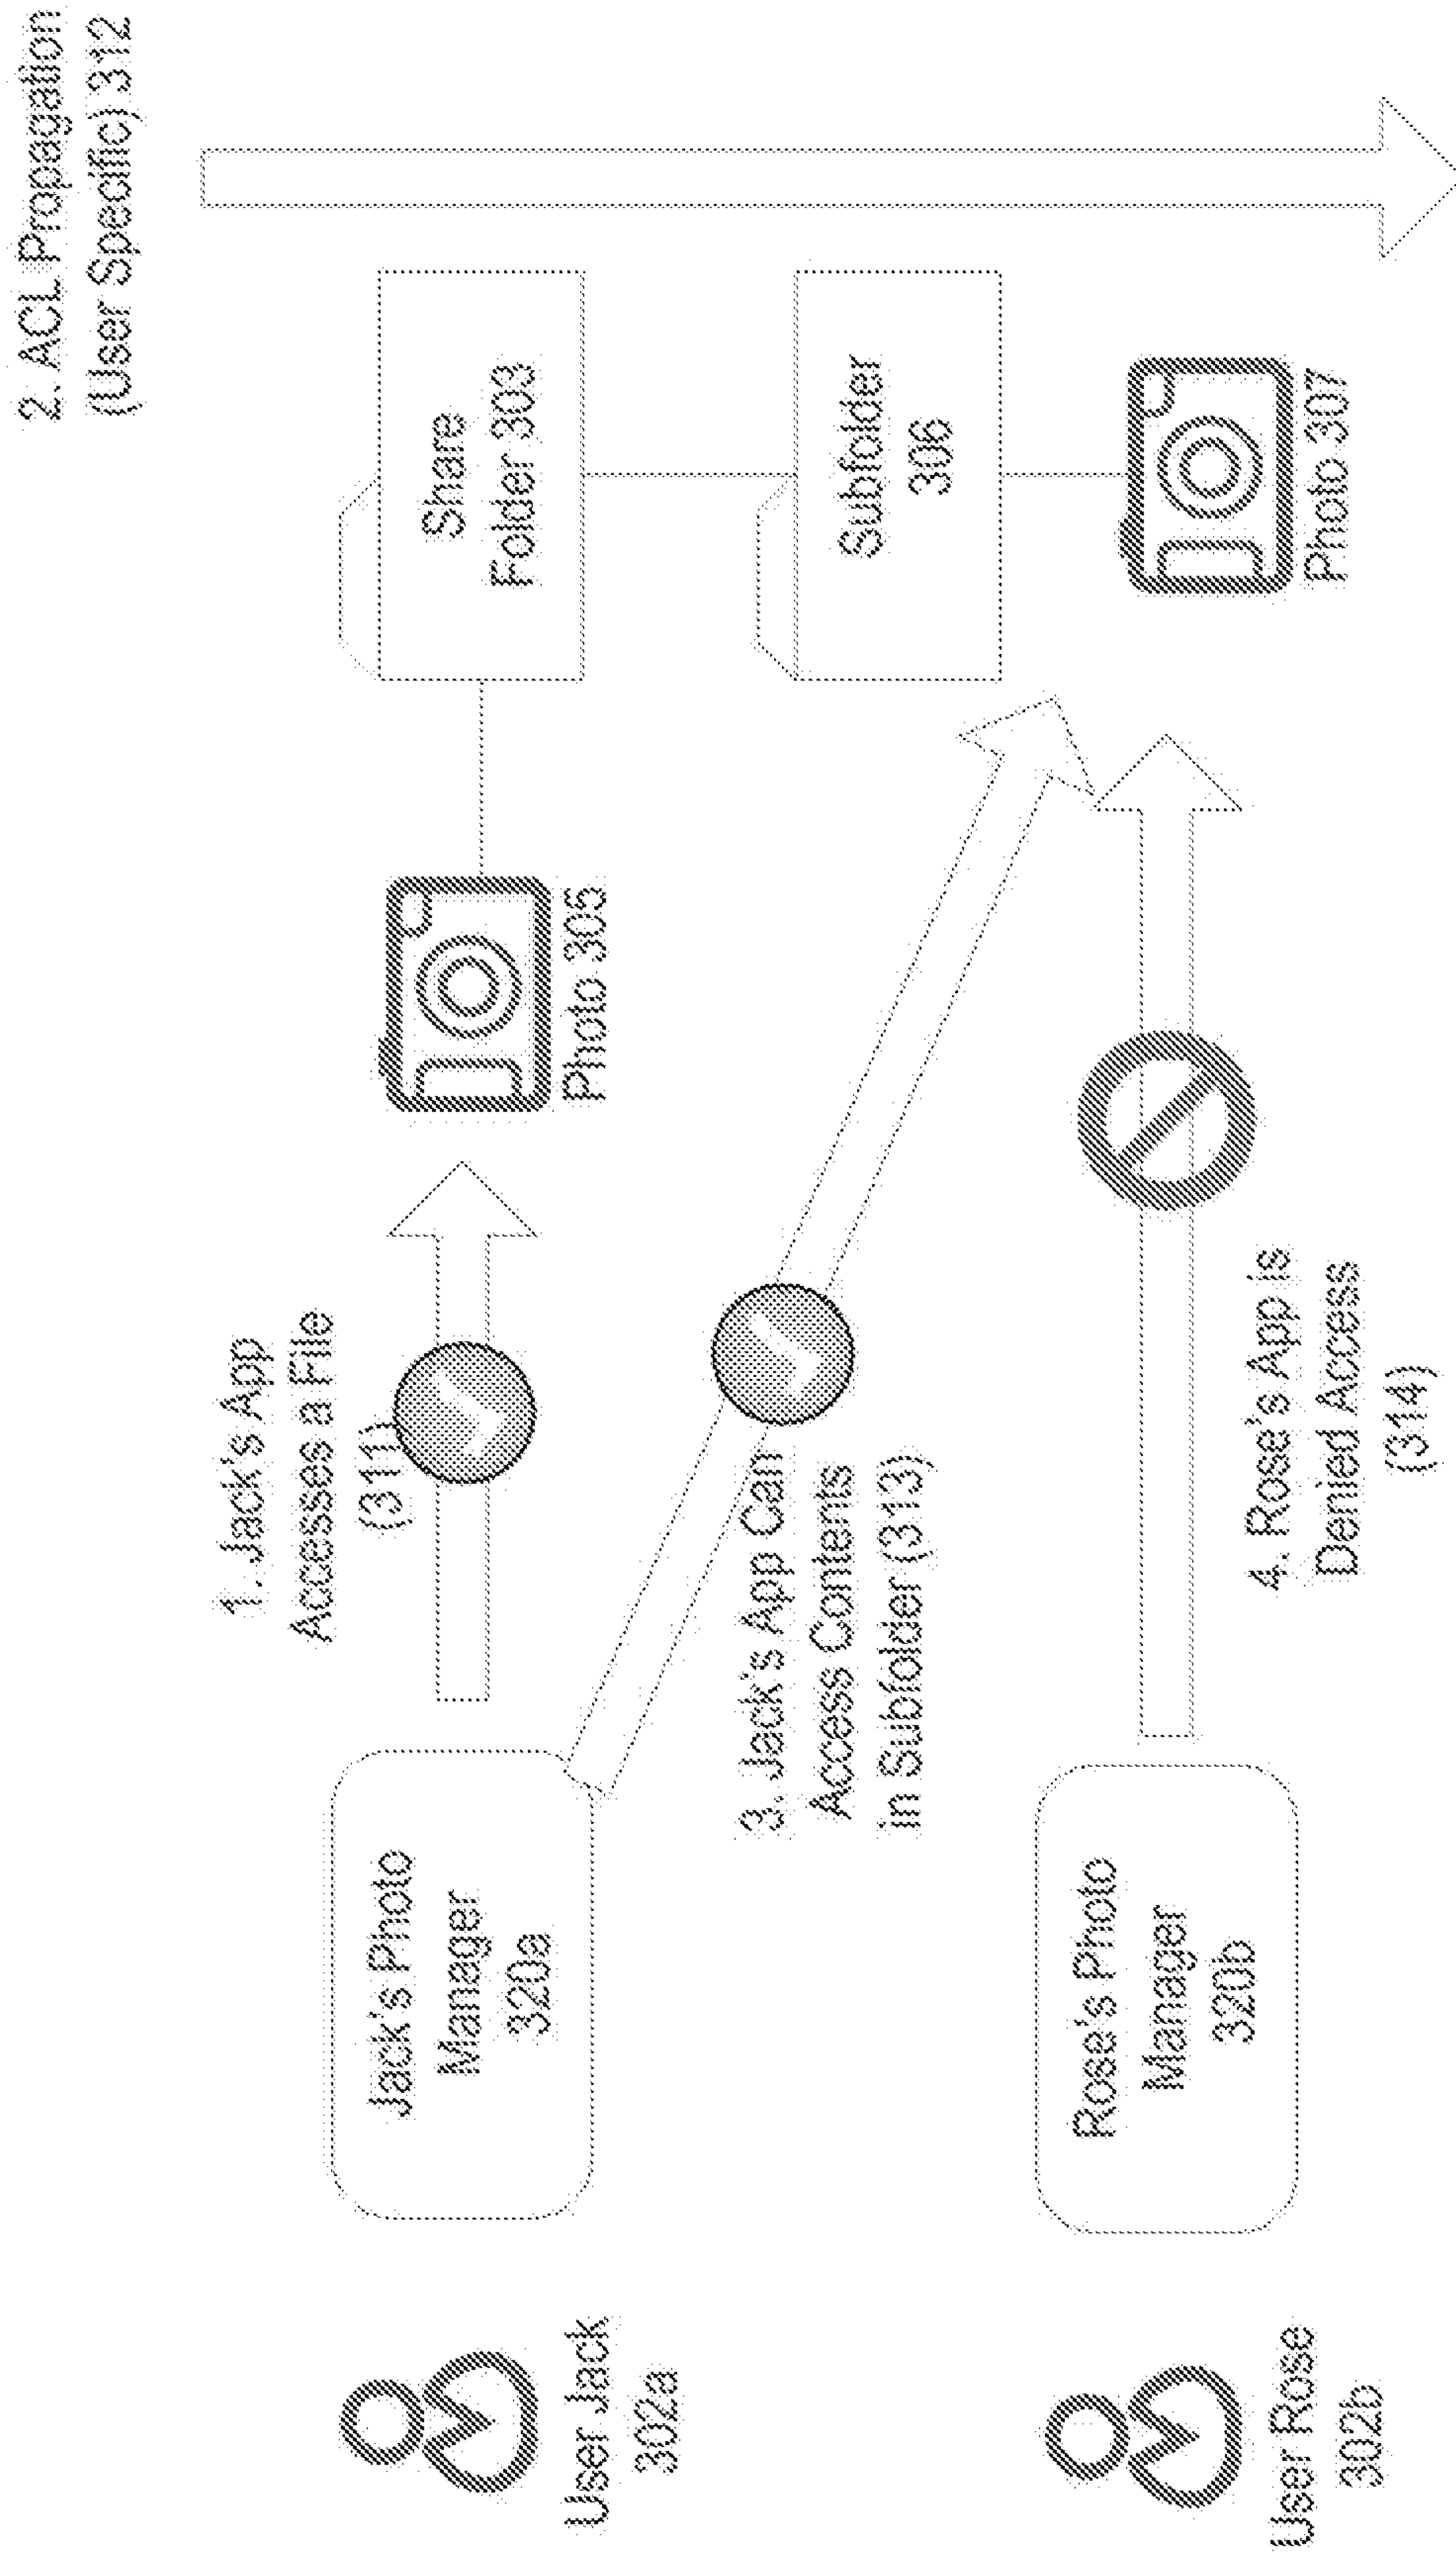 2. ACL Propagation
(User Specific) 312
1. Jack's App
Accesses a File
(311)
Share
Folder 303
Photo 305
Jack's Photo
Manager
320a
User Jack
302a
3. Jack's App Can
Access Contents
in Subfolder (313)
Subfolder
306
Photo 307
Rose's Photo
Manager
320b
User Rose
302b
4. Rose's App is
Denied Access
(314)